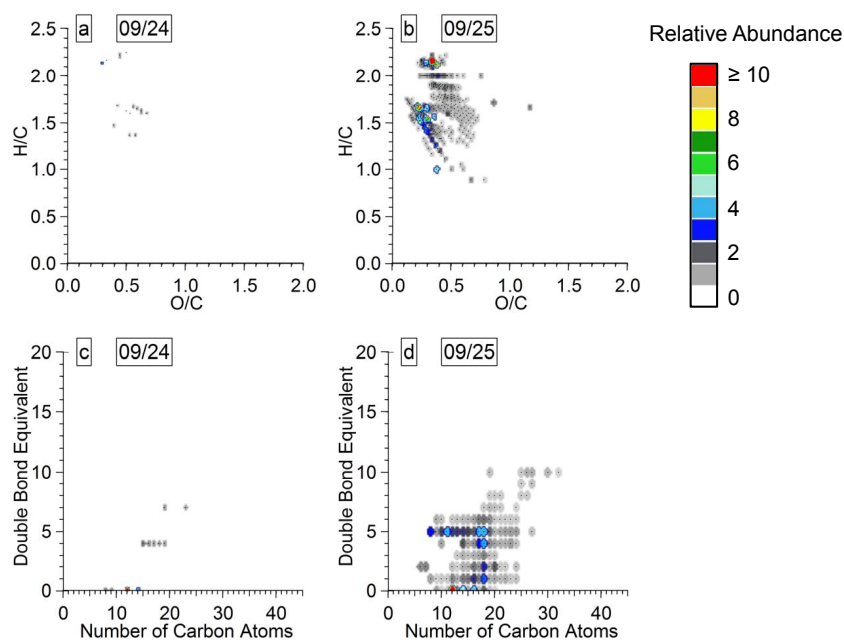 a 09/24
b 09/25
Relative Abundance
2.5
2.0
1.5
1.0
0.5
0.0
H/C
0.0 0.5 1.0 1.5 2.0
O/C
2.5
2.0
1.5
1.0
0.5
0.0
H/C
0.0 0.5 1.0 1.5 2.0
O/C
≥ 10
8
6
4
2
0
c 09/24
d 09/25
20
15
10
5
0
Double Bond Equivalent
0 10 20 30 40
Number of Carbon Atoms
20
15
10
5
0
Double Bond Equivalent
0 10 20 30 40
Number of Carbon Atoms